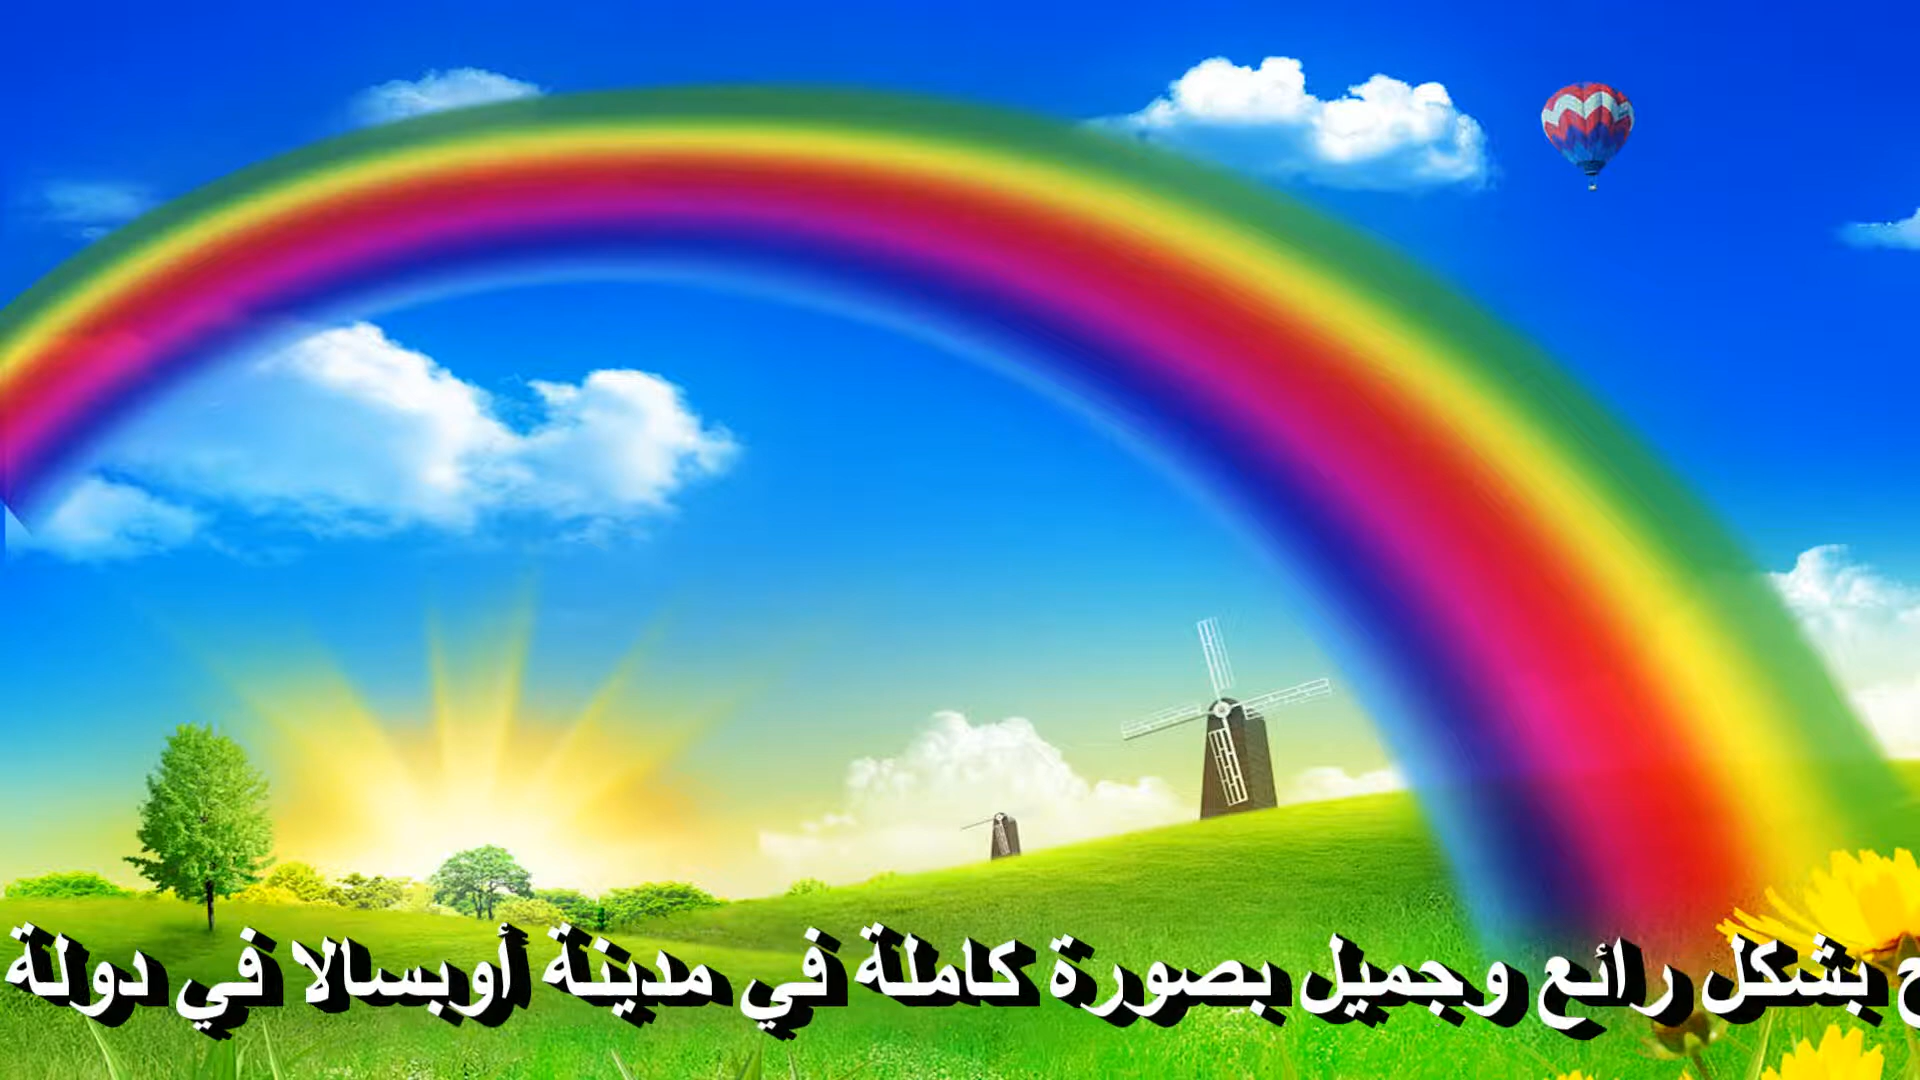 بشكل رائع وجميل بصورة كاملة في مدينة أوبسالا في دولة